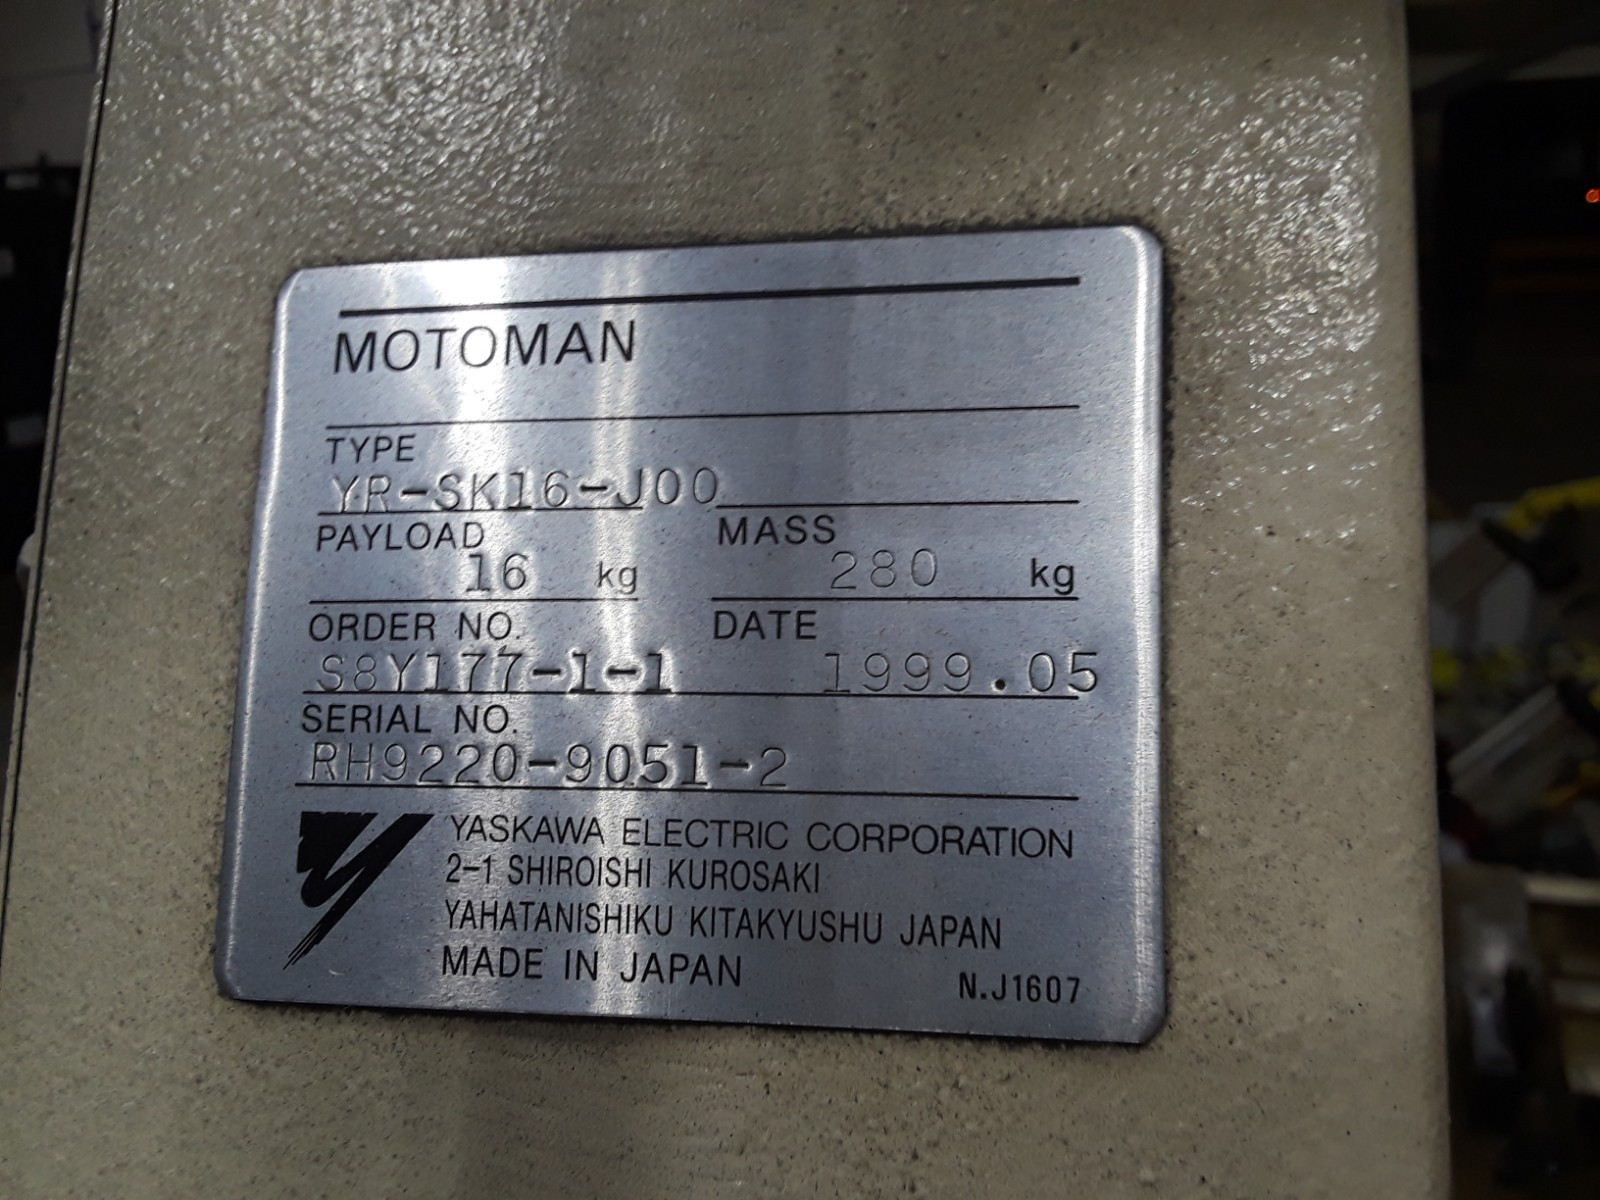 MOTOMAN
TYPE
YR-SK16-J00
PAYLOAD MASS
16 kg 280 kg
ORDER NO. DATE
S8Y177-1-1 1999.05
SERIAL NO.
RH9220-9051-2
YASKAWA ELECTRIC CORPORATION
2-1 SHIROISHI KUROSAKI
YAHATANISHIKU KITAKYUSHU JAPAN
MADE IN JAPAN N.J1607